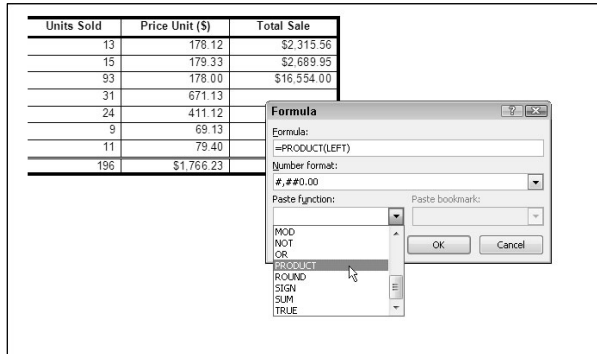 Units Sold Price Unit ($) Total Sale
13 178.12 $2,315.56
15 179.33 $2,689.95
93 178.00 $16,554.00
31 671.13
24 411.12
9 69.13
11 79.40
196 $1,766.23
Formula
Formula:
=PRODUCT(LEFT)
Number format:
#,##0.00
Paste function: Paste bookmark:
MOD
NOT
OR
PRODUCT
ROUND
SIGN
SUM
TRUE
OK Cancel